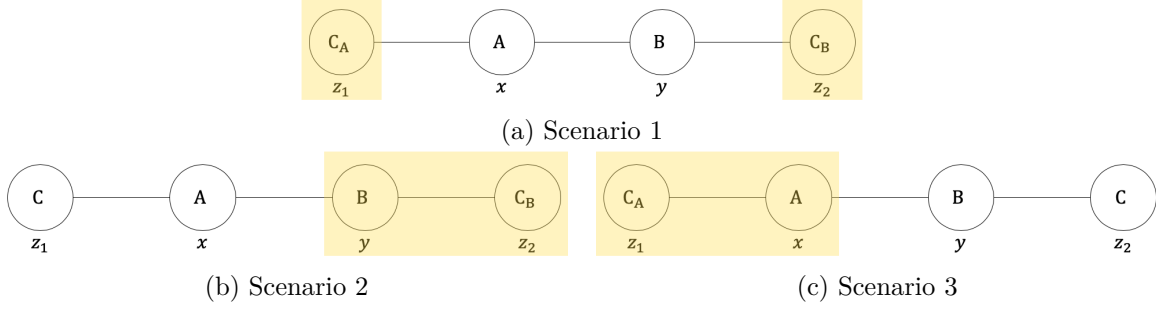 C_A A B C_B
z_1 x y z_2
(a) Scenario 1
C A B C_B C_A A B C
z_1 x y z_2 z_1 x y z_2
(b) Scenario 2 (c) Scenario 3